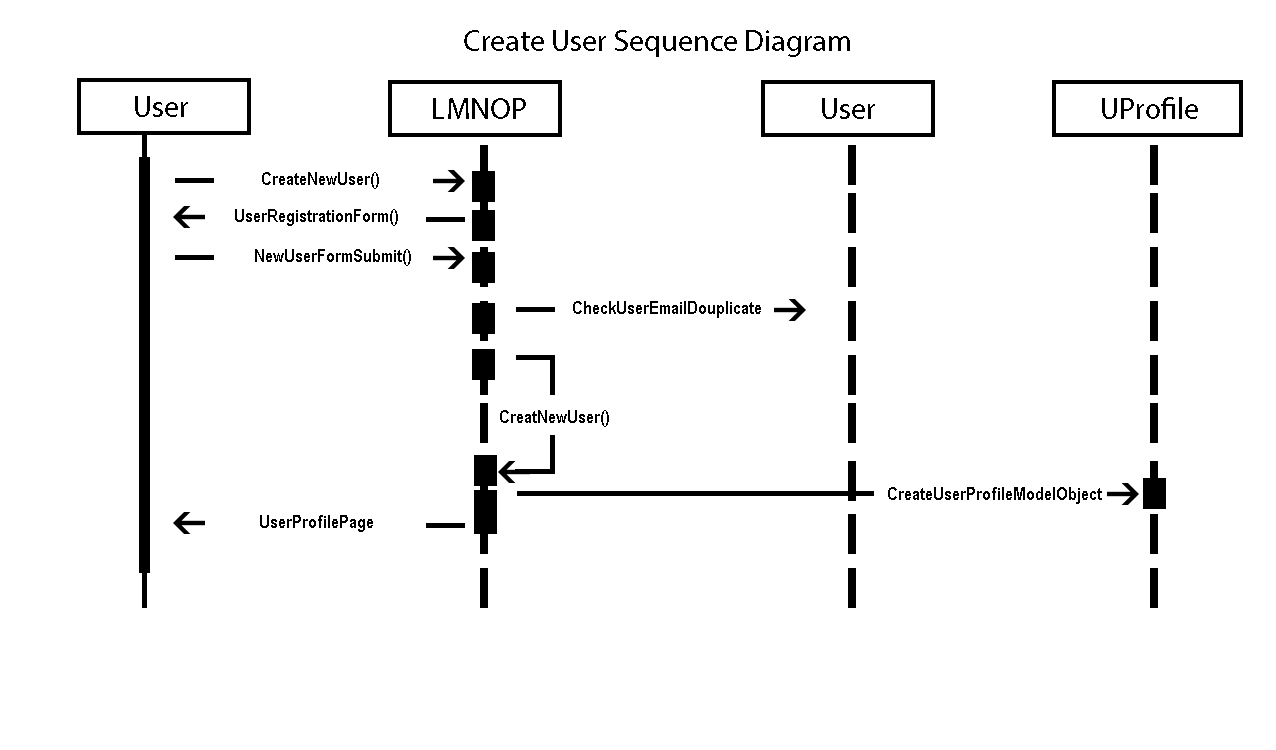 Create User Sequence Diagram
User
LMNOP
User
UProfile
CreateNewUser()
UserRegistrationForm()
NewUserFormSubmit()
CheckUserEmailDouplicate
CreatNewUser()
CreateUserProfileModelObject
UserProfilePage